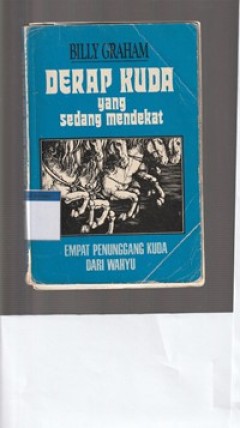 BILLY GRAHAM
DERAP KUDA
yang
sedang mendekat
EMPAT PENUNGGANG KUDA
DARI WAHYU